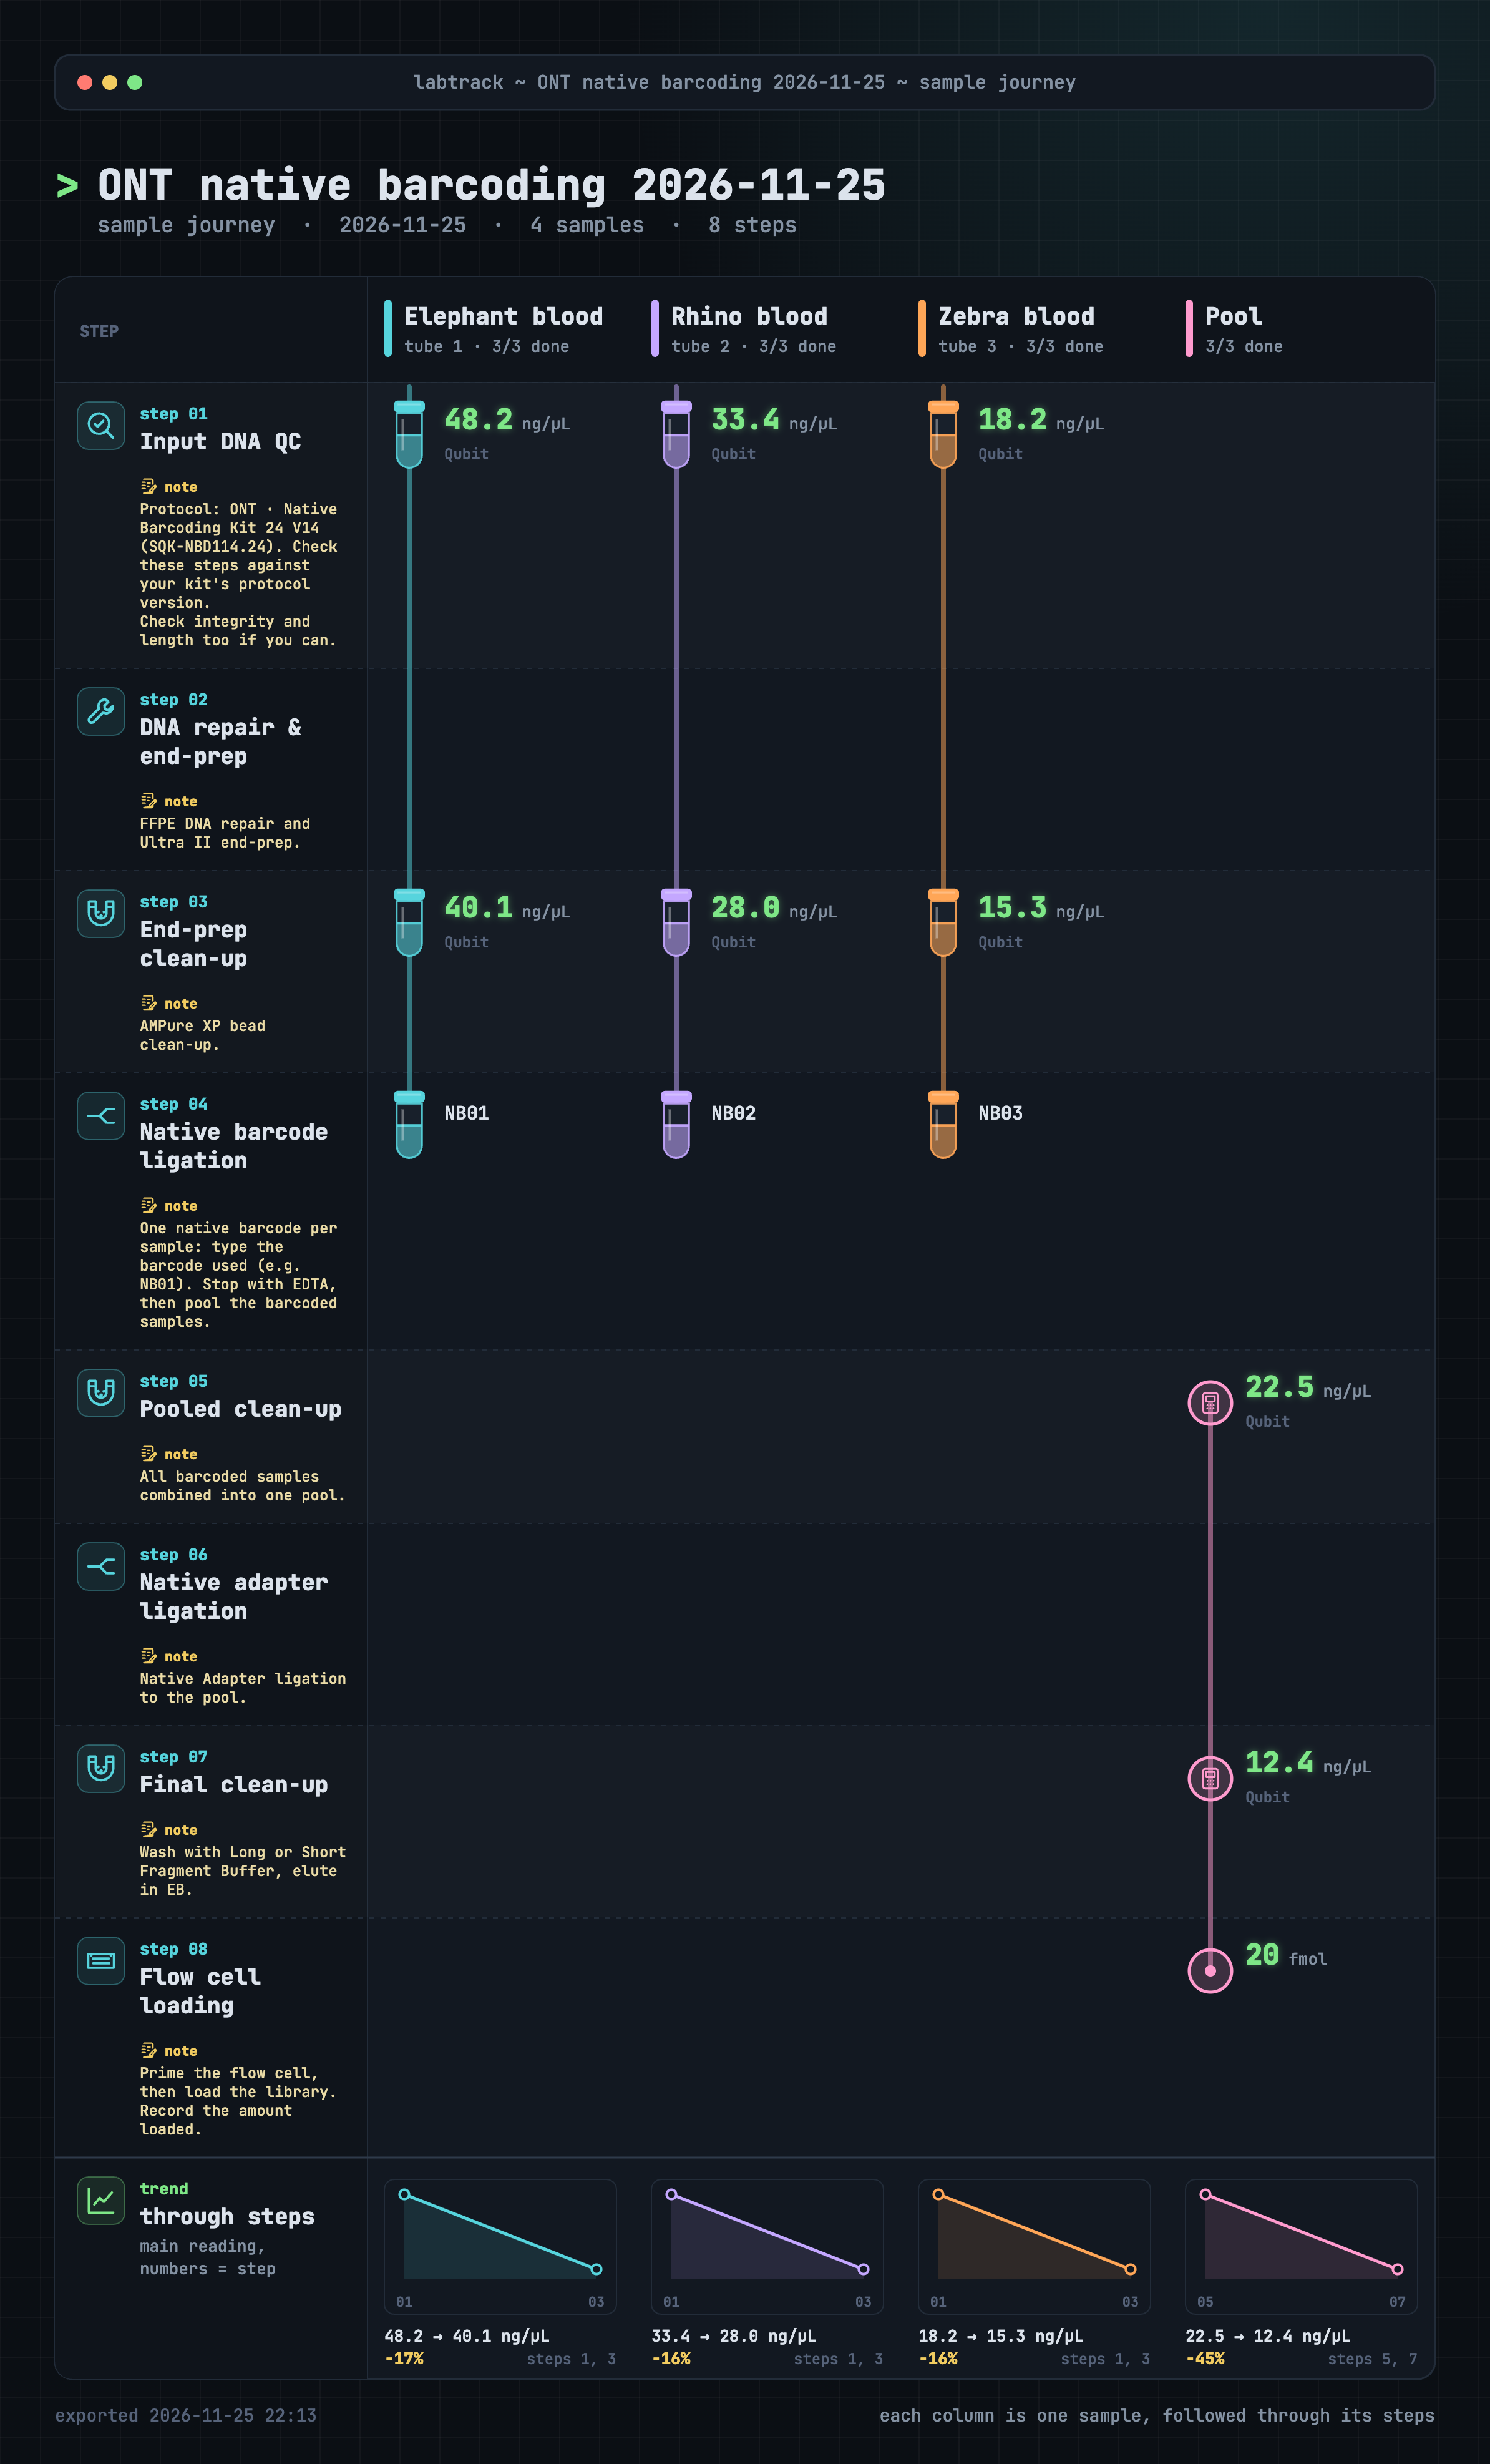 labtrack ~ ONT native barcoding 2026-11-25 ~ sample journey
> ONT native barcoding 2026-11-25
sample journey · 2026-11-25 · 4 samples · 8 steps
STEP
Elephant blood
tube 1 · 3/3 done
Rhino blood
tube 2 · 3/3 done
Zebra blood
tube 3 · 3/3 done
Pool
3/3 done
step 01
Input DNA QC
note
Protocol: ONT · Native
Barcoding Kit 24 V14
(SQK-NBD114.24). Check
these steps against
your kit's protocol
version.
Check integrity and
length too if you can.
48.2 ng/µL
Qubit
33.4 ng/µL
Qubit
18.2 ng/µL
Qubit
step 02
DNA repair &
end-prep
note
FFPE DNA repair and
Ultra II end-prep.
step 03
End-prep
clean-up
note
AMPure XP bead
clean-up.
40.1 ng/µL
Qubit
28.0 ng/µL
Qubit
15.3 ng/µL
Qubit
step 04
Native barcode
ligation
note
One native barcode per
sample: type the
barcode used (e.g.
NB01). Stop with EDTA,
then pool the barcoded
samples.
NB01
NB02
NB03
step 05
Pooled clean-up
note
All barcoded samples
combined into one pool.
22.5 ng/µL
Qubit
step 06
Native adapter
ligation
note
Native Adapter ligation
to the pool.
step 07
Final clean-up
note
Wash with Long or Short
Fragment Buffer, elute
in EB.
12.4 ng/µL
Qubit
step 08
Flow cell
loading
note
Prime the flow cell,
then load the library.
Record the amount
loaded.
20 fmol
trend
through steps
main reading,
numbers = step
01 03
48.2 → 40.1 ng/µL
-17% steps 1, 3
01 03
33.4 → 28.0 ng/µL
-16% steps 1, 3
01 03
18.2 → 15.3 ng/µL
-16% steps 1, 3
05 07
22.5 → 12.4 ng/µL
-45% steps 5, 7
exported 2026-11-25 22:13
each column is one sample, followed through its steps